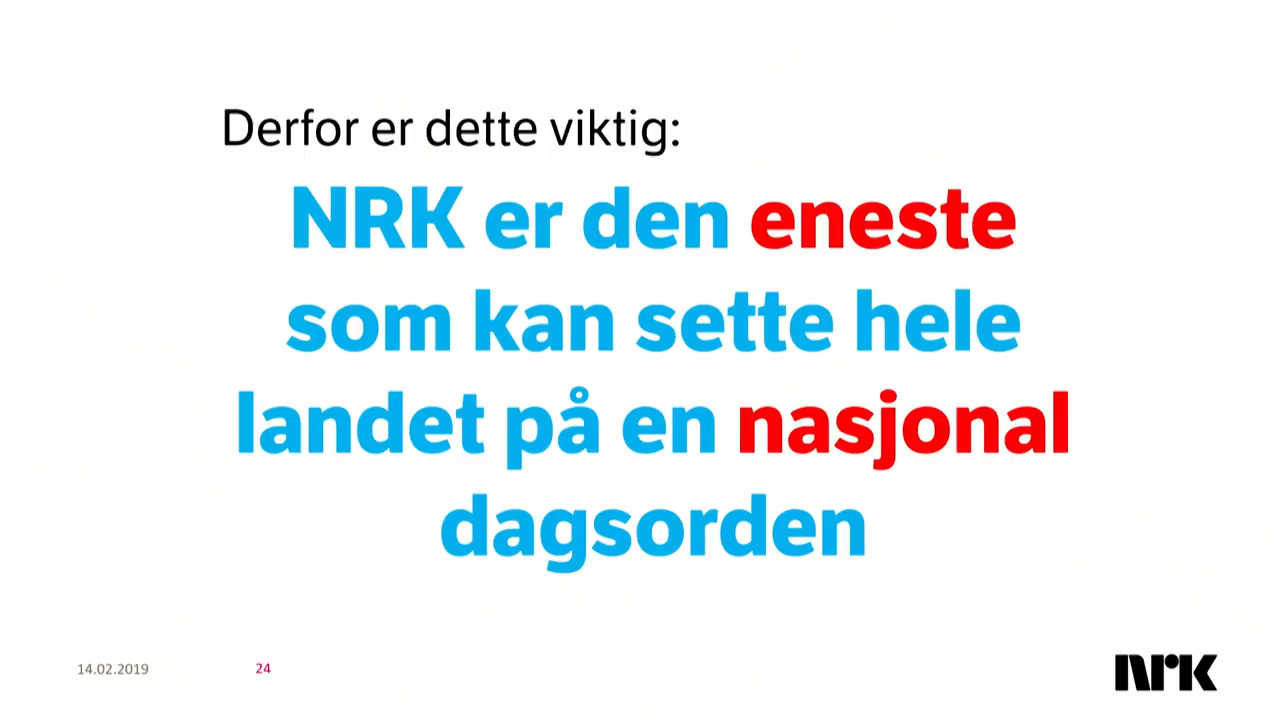 Derfor er dette viktig:
NRK er den eneste
som kan sette hele
landet på en nasjonal
dagsorden
14.02.2019
24
NRK